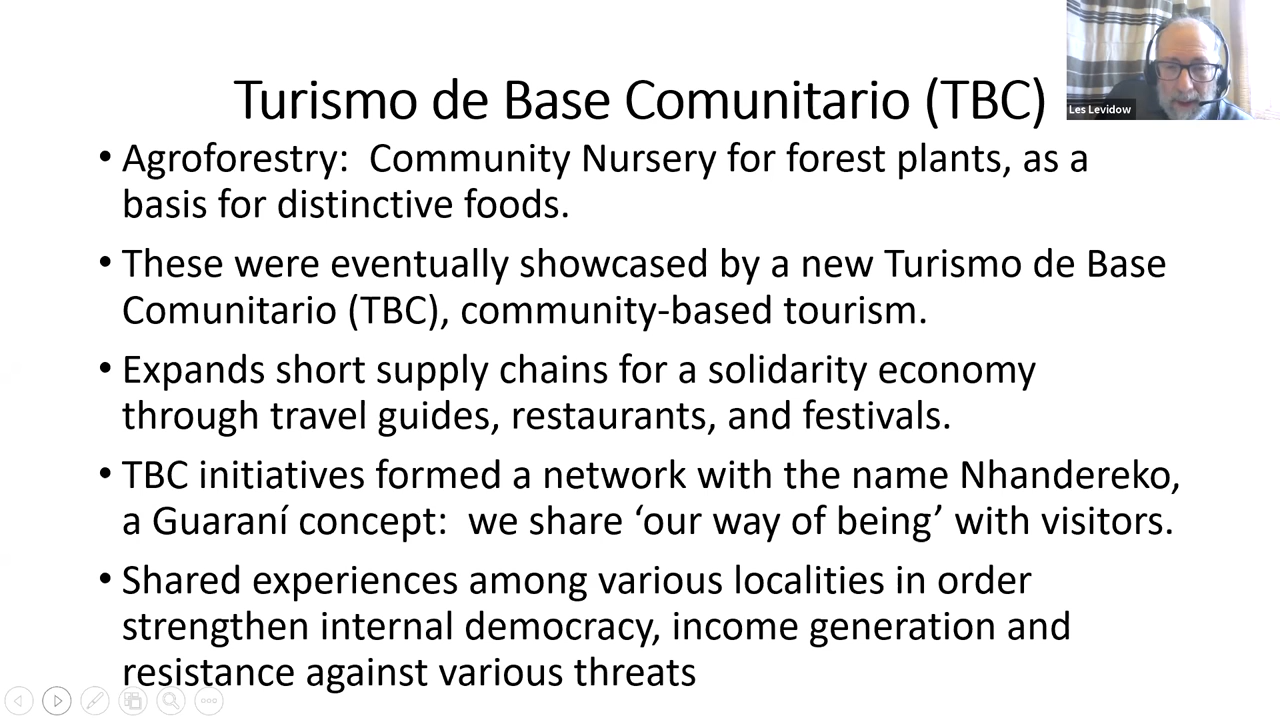 Turismo de Base Comunitario (TBC)
Les Levidow
• Agroforestry: Community Nursery for forest plants, as a
basis for distinctive foods.
• These were eventually showcased by a new Turismo de Base
Comunitario (TBC), community-based tourism.
• Expands short supply chains for a solidarity economy
through travel guides, restaurants, and festivals.
• TBC initiatives formed a network with the name Nhandereko,
a Guaraní concept: we share ‘our way of being’ with visitors.
• Shared experiences among various localities in order
strengthen internal democracy, income generation and
resistance against various threats